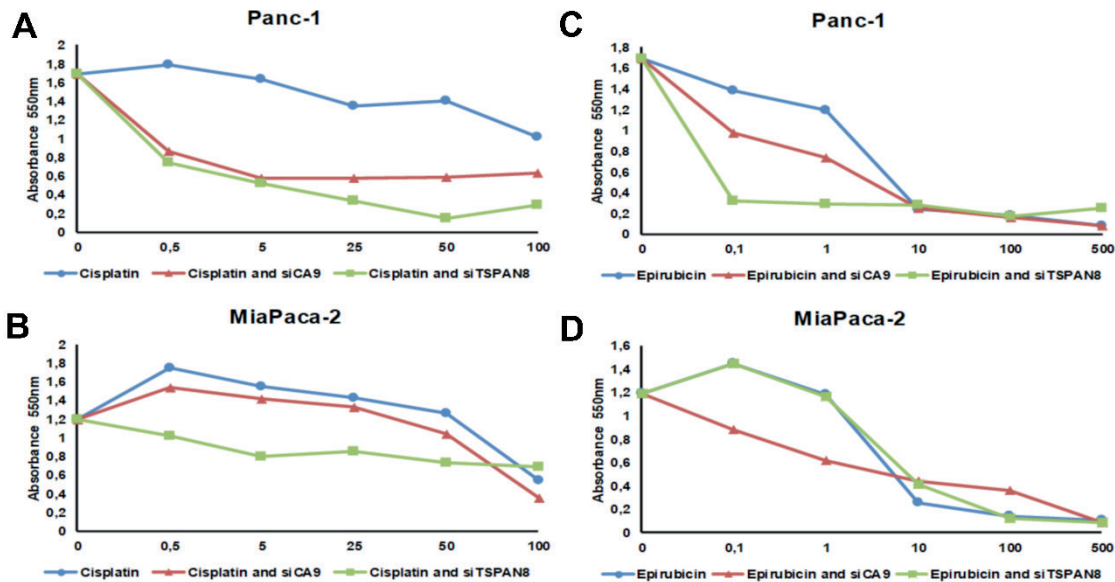 A
Panc-1
Absorbance 550nm
2
1,8
1,6
1,4
1,2
1
0,8
0,6
0,4
0,2
0
0 0,5 5 25 50 100
Cisplatin Cisplatin and siCA9 Cisplatin and siTSPAN8
B
MiaPaca-2
Absorbance 550nm
2
1,8
1,6
1,4
1,2
1
0,8
0,6
0,4
0,2
0
0 0,5 5 25 50 100
Cisplatin Cisplatin and siCA9 Cisplatin and siTSPAN8
C
Panc-1
Absorbance 550nm
1,8
1,6
1,4
1,2
1
0,8
0,6
0,4
0,2
0
0 0,1 1 10 100 500
Epirubicin Epirubicin and siCA9 Epirubicin and siTSPAN8
D
MiaPaca-2
Absorbance 550nm
1,6
1,4
1,2
1
0,8
0,6
0,4
0,2
0
0 0,1 1 10 100 500
Epirubicin Epirubicin and siCA9 Epirubicin and siTSPAN8